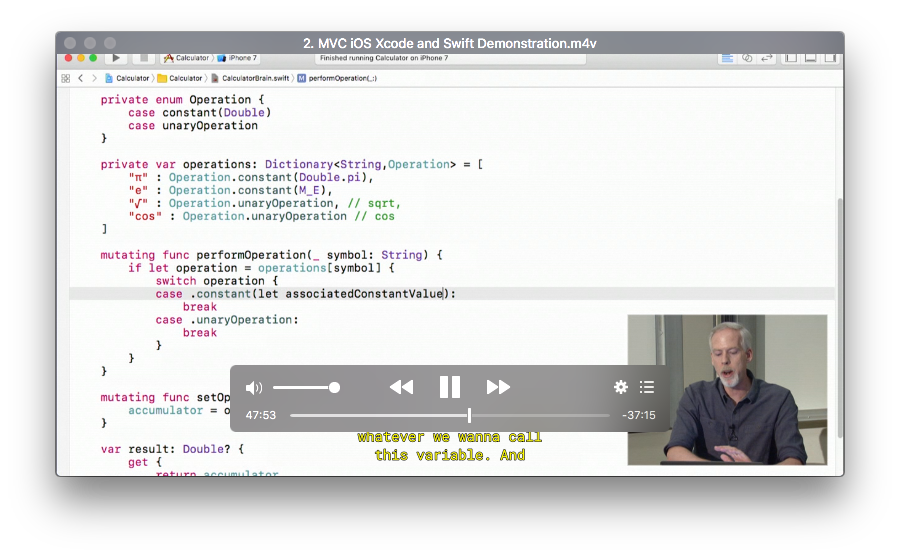 2. MVC iOS Xcode and Swift Demonstration.m4v
Calculator iPhone 7
Finished running Calculator on iPhone 7
Calculator Calculator CalculatorBrain.swift M performOperation(_:)
private enum Operation {
case constant(Double)
case unaryOperation
}
private var operations: Dictionary<String,Operation> = [
"π" : Operation.constant(Double.pi),
"e" : Operation.constant(M_E),
"√" : Operation.unaryOperation, // sqrt,
"cos" : Operation.unaryOperation // cos
]
mutating func performOperation(_ symbol: String) {
if let operation = operations[symbol] {
switch operation {
case .constant(let associatedConstantValue):
break
case .unaryOperation:
break
}
}
}
mutating func setOp
accumulator = o
}
47:53
-37:15
whatever we wanna call
this variable. And
var result: Double? {
get {
return accumulator